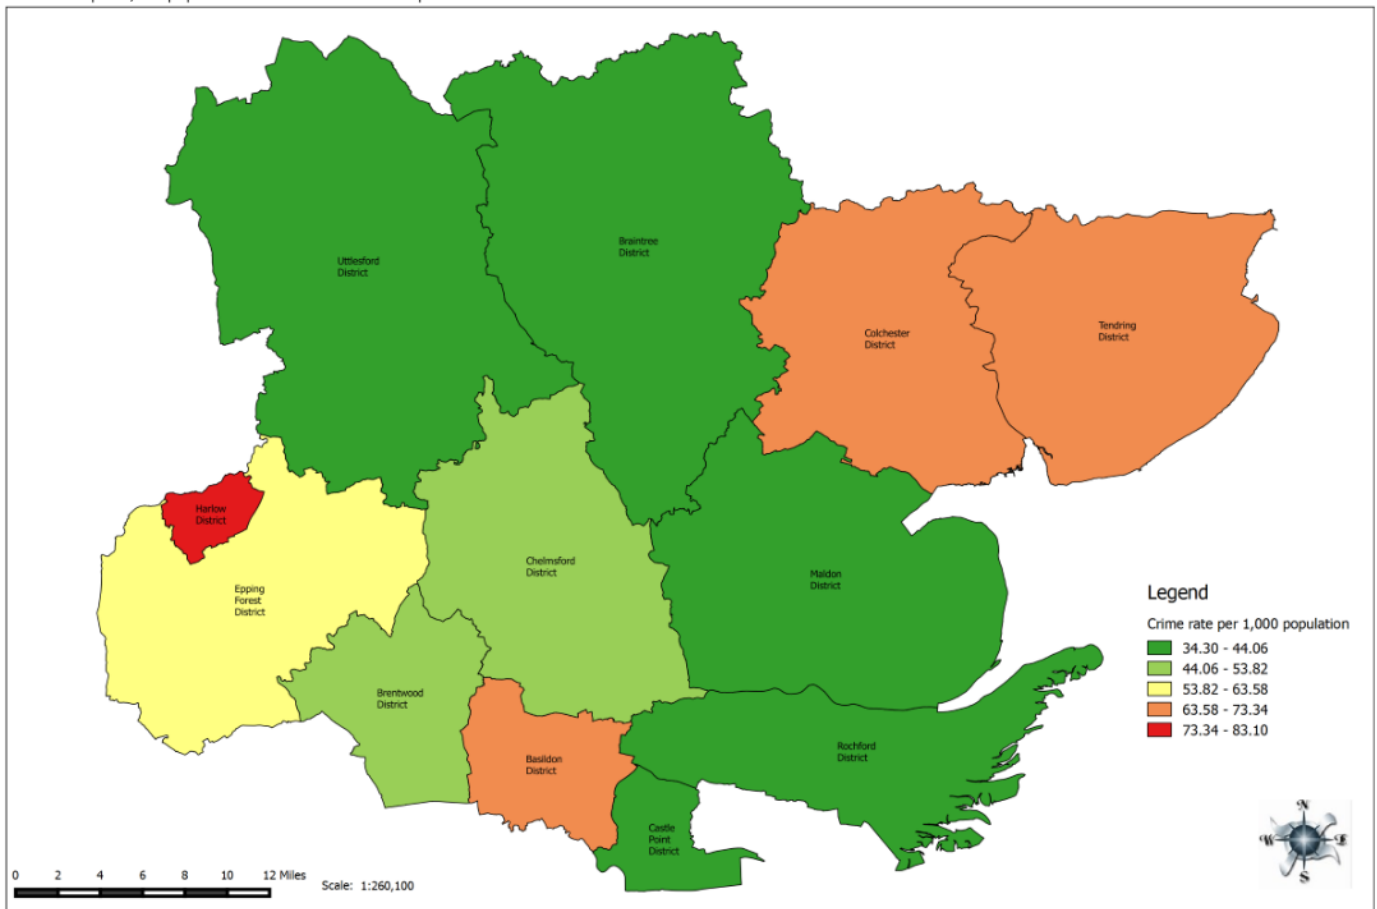 Uttlesford
District
Braintree
District
Colchester
District
Tendring
District
Harlow
District
Epping
Forest
District
Chelmsford
District
Maldon
District
Brentwood
District
Basildon
District
Rochford
District
Castle
Point
District
Legend
Crime rate per 1,000 population
34.30 - 44.06
44.06 - 53.82
53.82 - 63.58
63.58 - 73.34
73.34 - 83.10
N
W E
S
0 2 4 6 8 10 12 Miles
Scale: 1:260,100